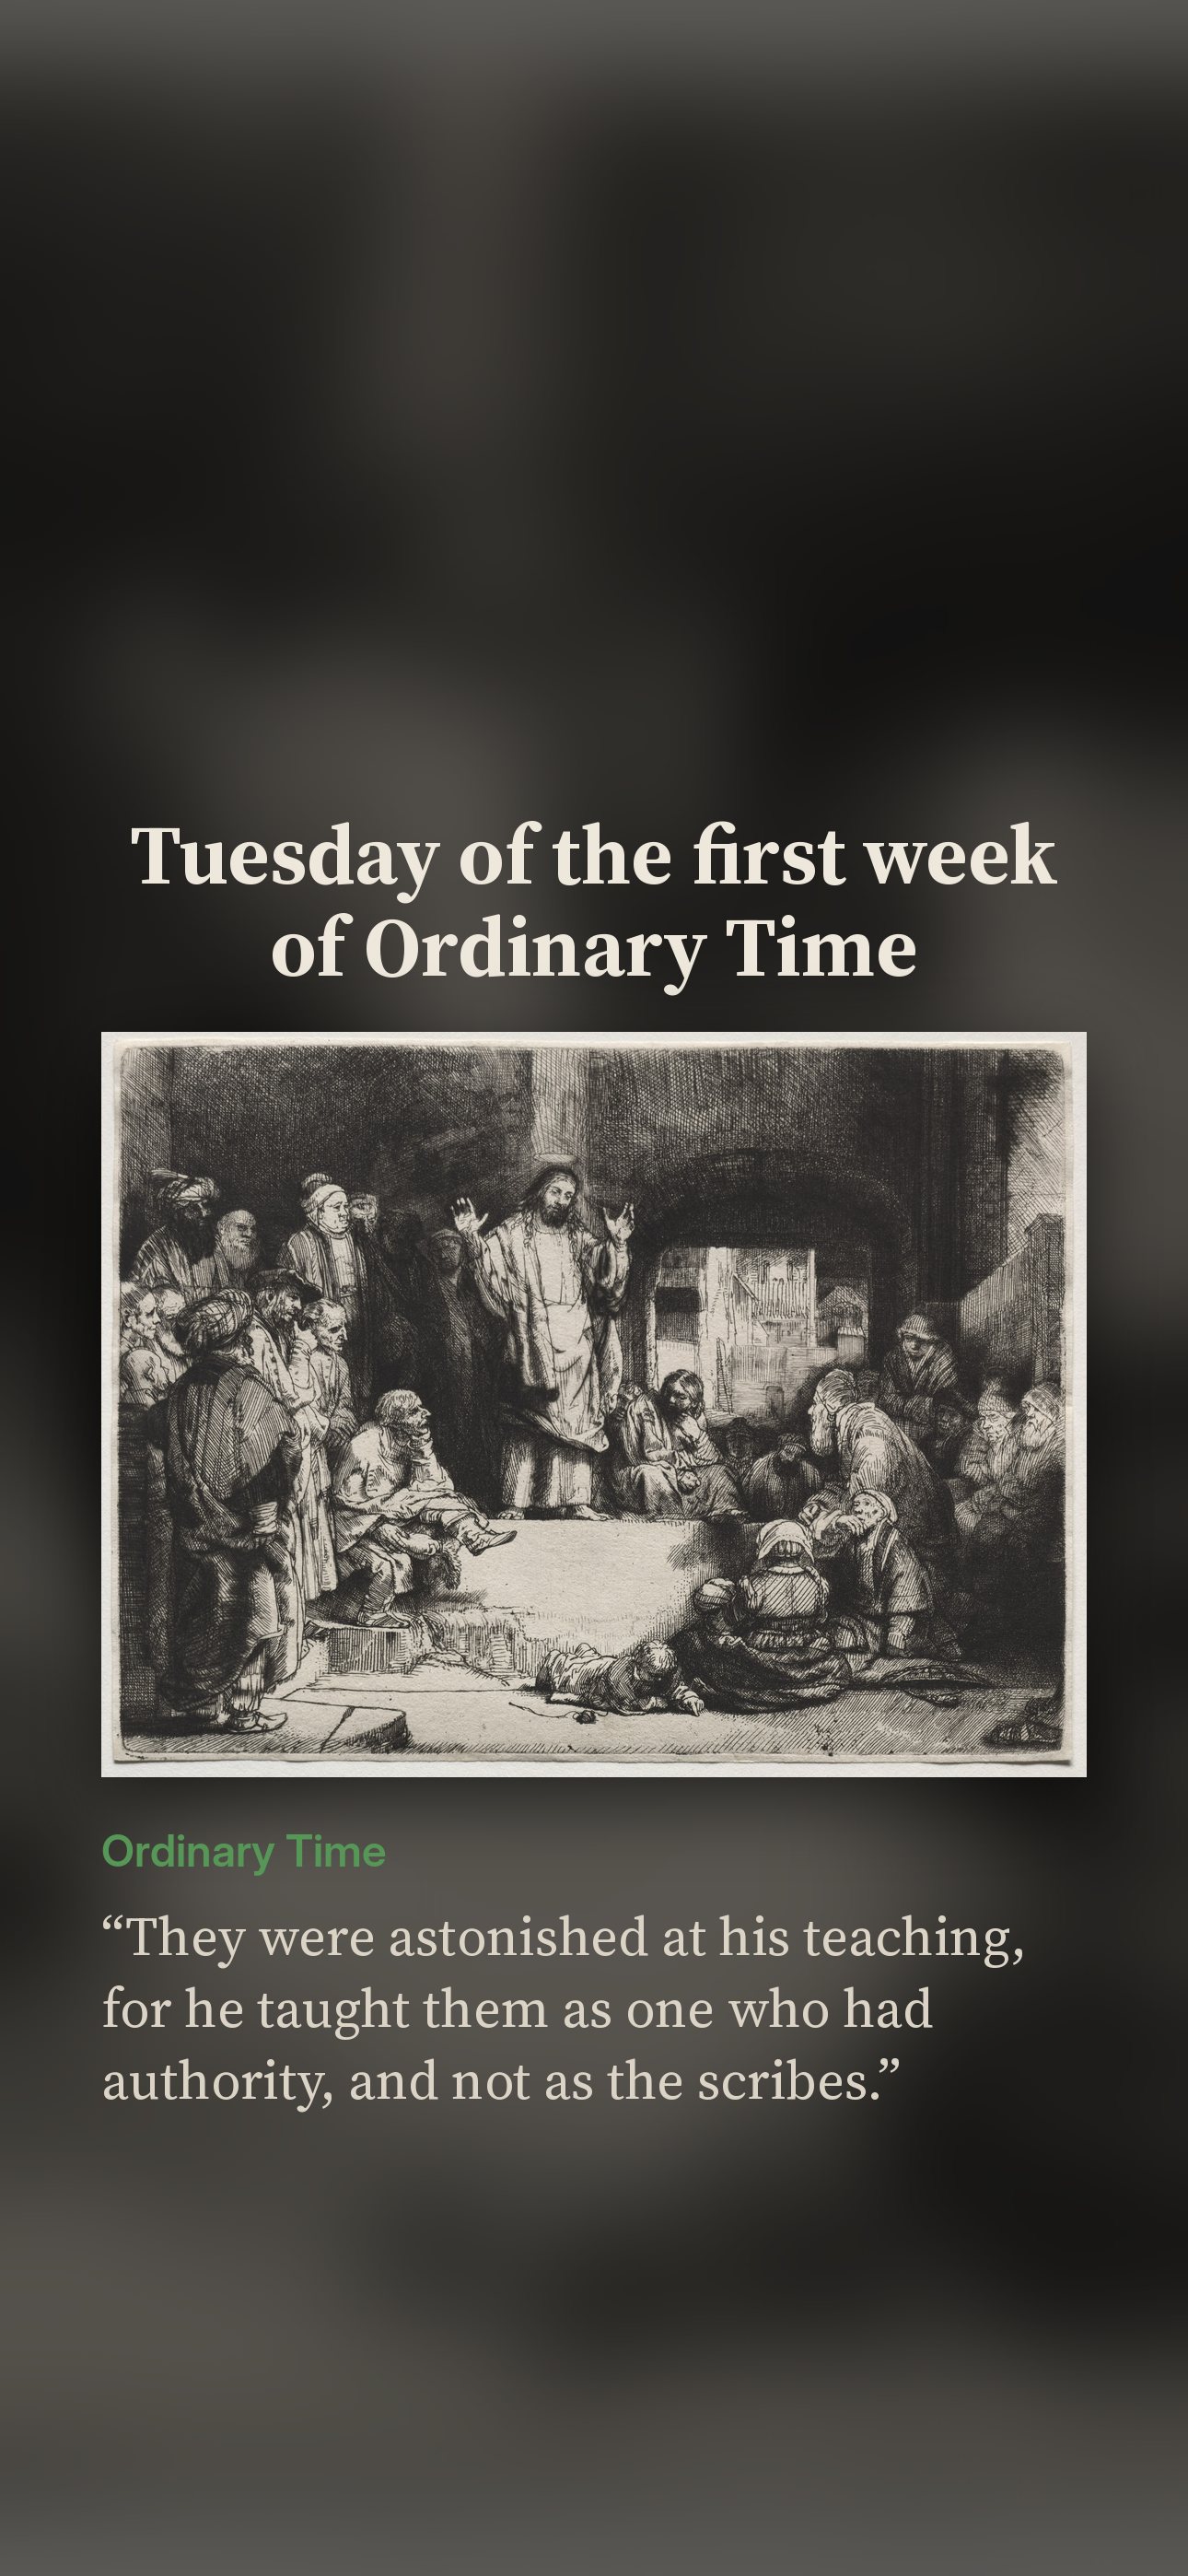 Tuesday of the first week
of Ordinary Time
Ordinary Time
“They were astonished at his teaching,
for he taught them as one who had
authority, and not as the scribes.”